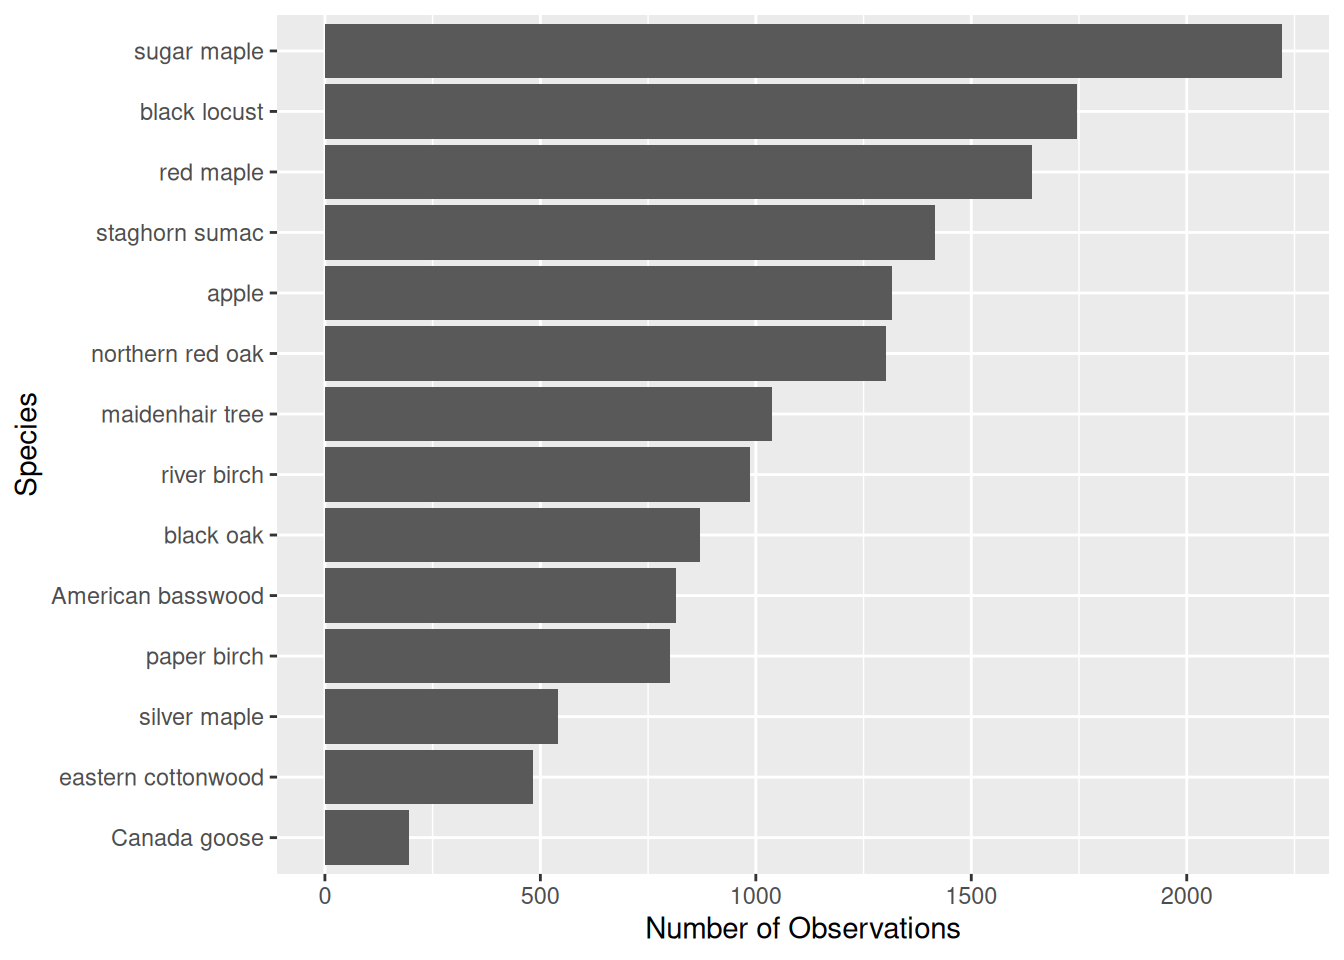 sugar maple
black locust
red maple
staghorn sumac
apple
northern red oak
maidenhair tree
river birch
black oak
American basswood
paper birch
silver maple
eastern cottonwood
Canada goose
Species
0 500 1000 1500 2000
Number of Observations